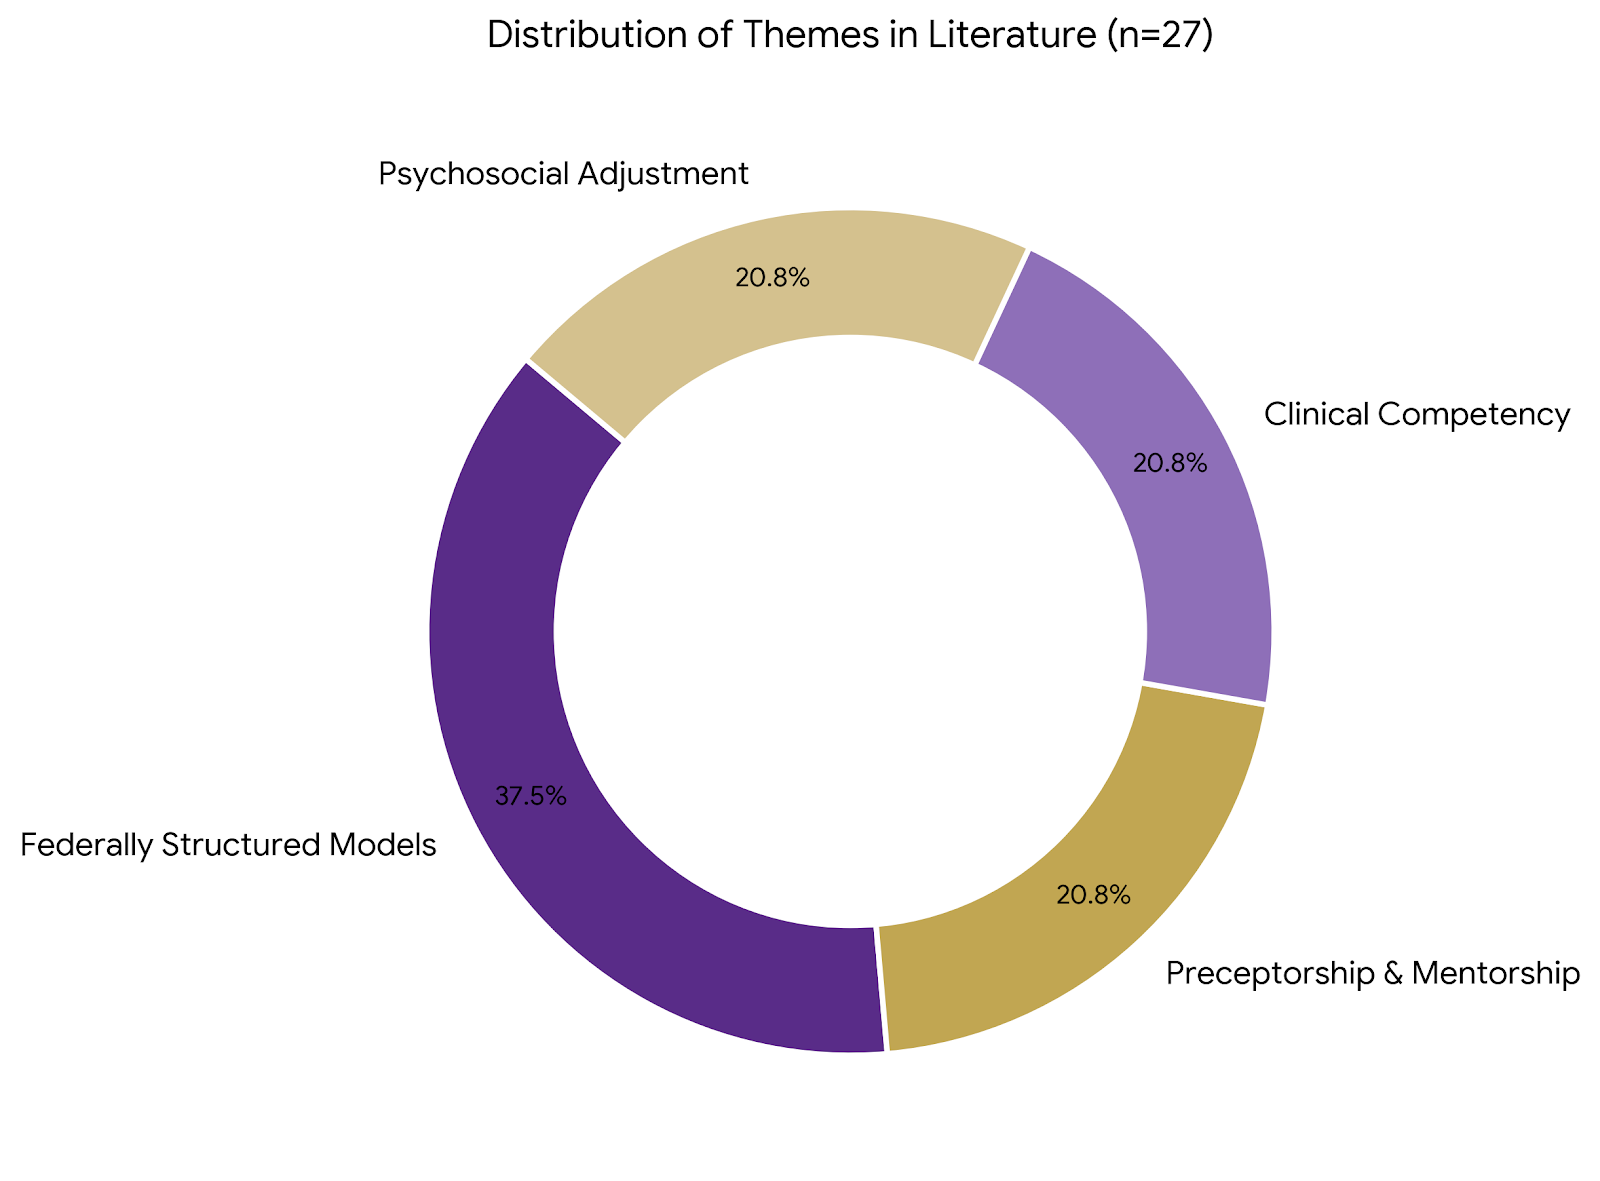 Distribution of Themes in Literature (n=27)
Psychosocial Adjustment
20.8%
Clinical Competency
20.8%
37.5%
Federally Structured Models
20.8%
Preceptorship & Mentorship